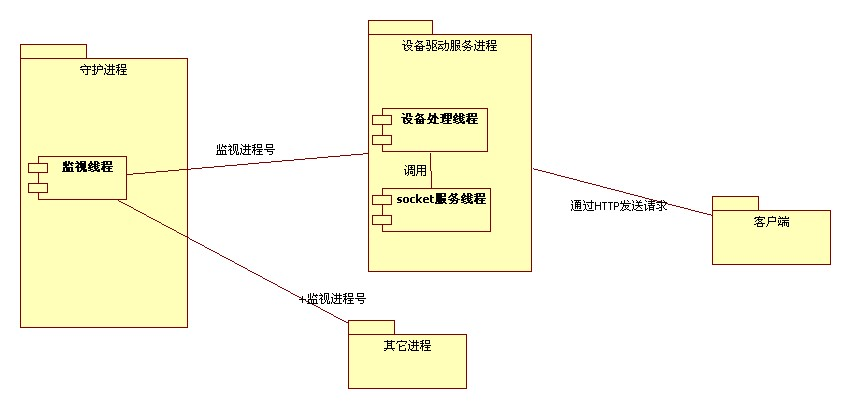 守护进程
监视线程
监视进程号
设备驱动服务进程
设备处理线程
调用
socket服务线程
通过HTTP发送请求
客户端
+监视进程号
其它进程